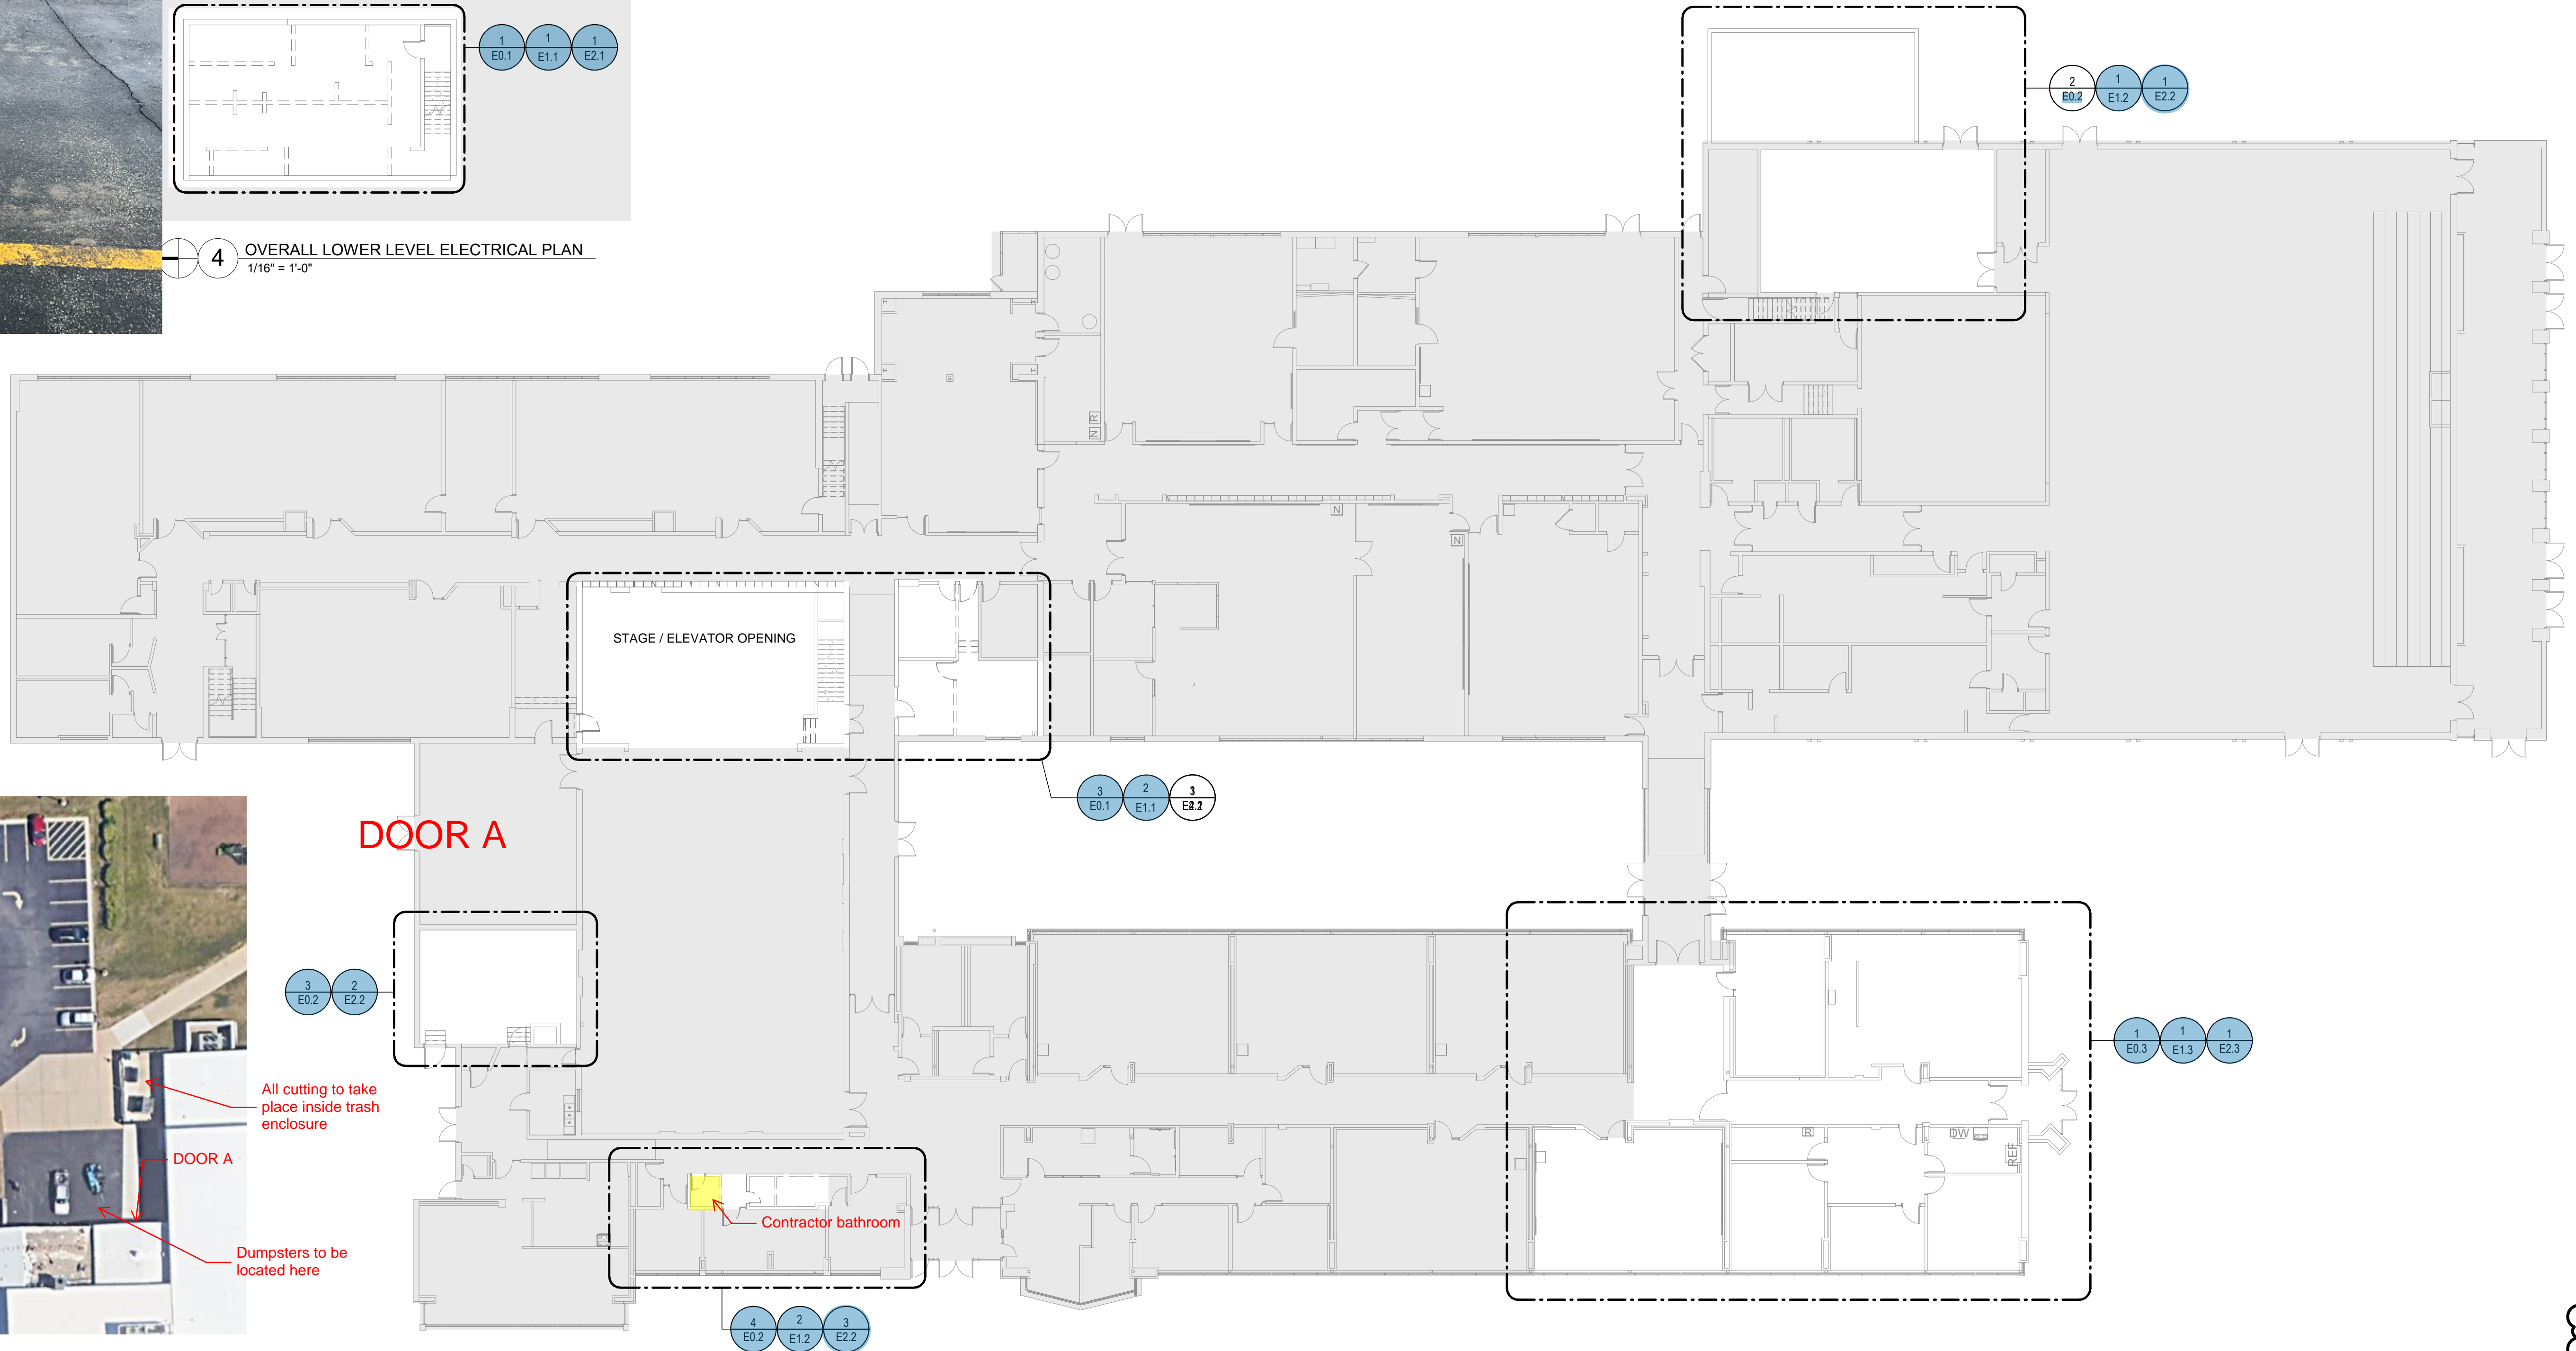 1
E0.1
1
E1.1
1
E2.1
2
E0.2
1
E1.2
1
E2.2
4
OVERALL LOWER LEVEL ELECTRICAL PLAN
1/16" = 1'-0"
N R
N
N
N
STAGE / ELEVATOR OPENING
3
E0.1
2
E1.1
DOOR A
3
E0.2
2
E2.2
1
E0.3
1
E1.3
1
E2.3
All cutting to take
place inside trash
enclosure
DOOR A
R
DW
REF
Contractor bathroom
Dumpsters to be
located here
4
E0.2
2
E1.2
3
E2.2